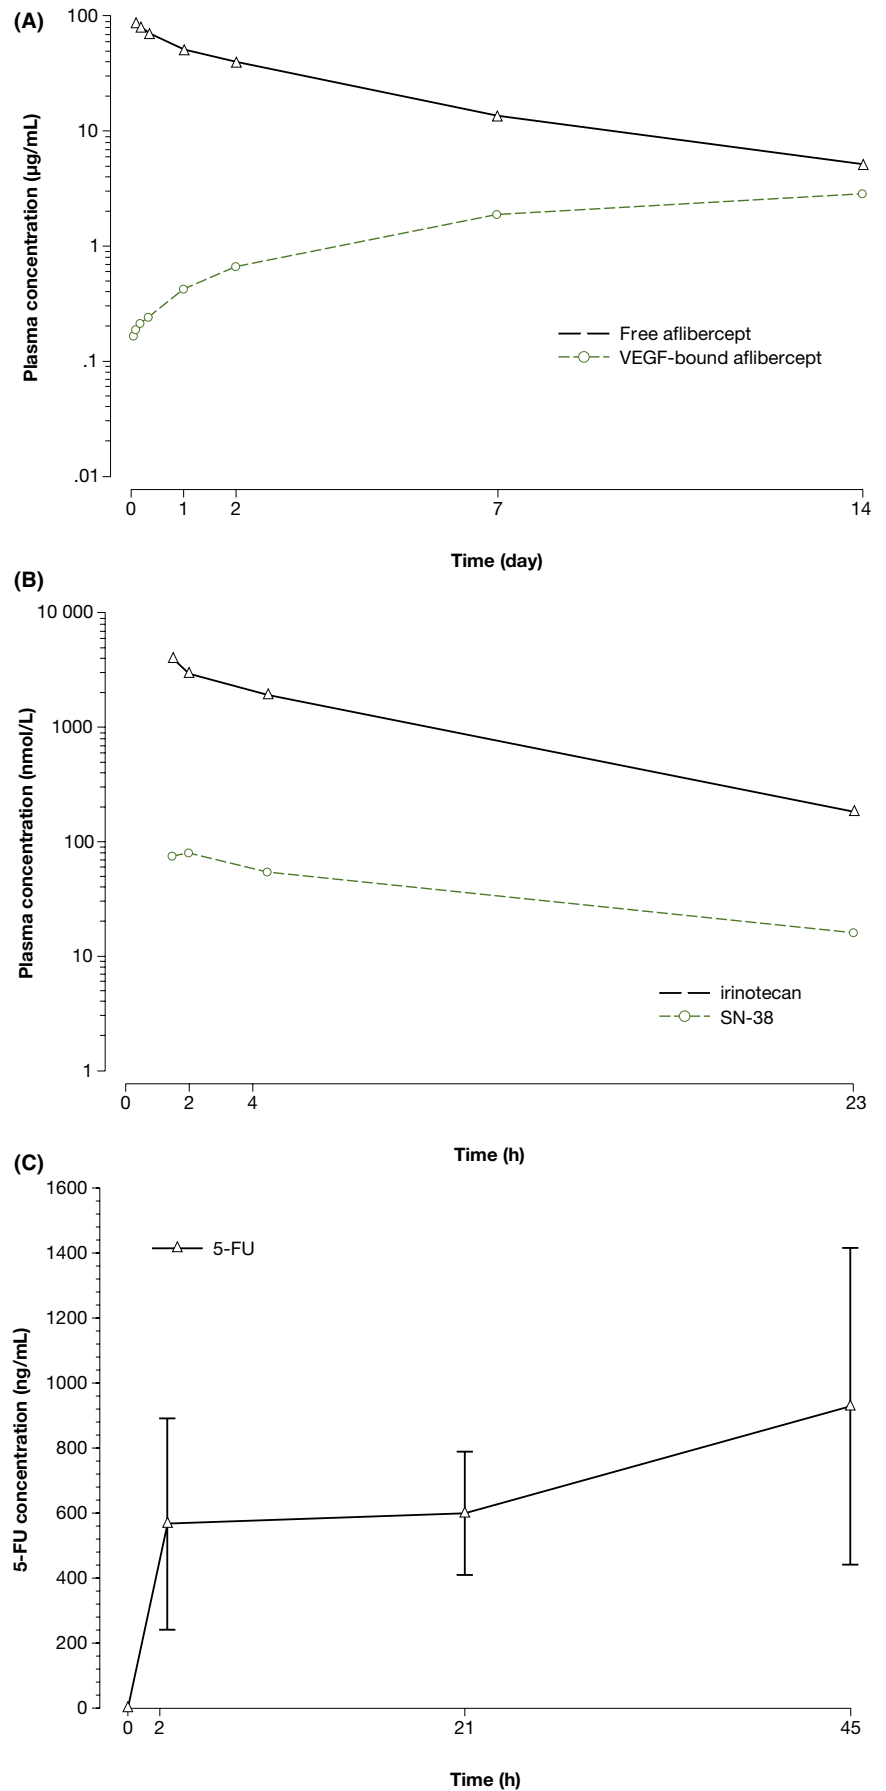 (A)
Plasma concentration (µg/mL)
100
10
1
.1
.01
Free aflibercept
VEGF-bound aflibercept
0 1 2 7 14
Time (day)
(B)
Plasma concentration (nmol/L)
10 000
1000
100
10
1
irinotecan
SN-38
0 2 4 23
Time (h)
(C)
5-FU concentration (ng/mL)
1600
1400
1200
1000
800
600
400
200
0
5-FU
0 2 21 45
Time (h)